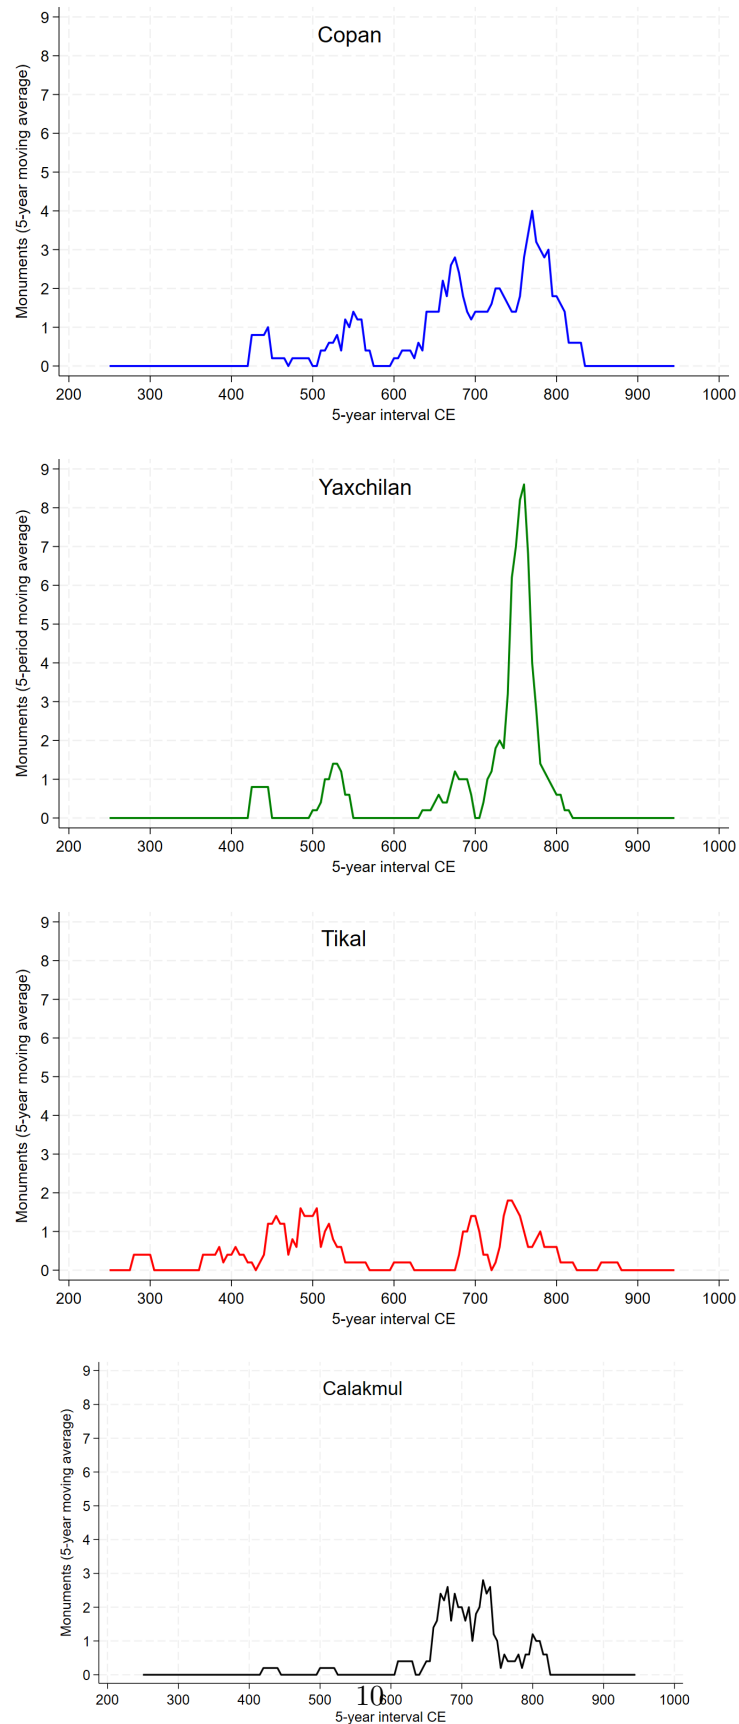 Copan
Monuments (5-year moving average)
9
8
7
6
5
4
3
2
1
0
200 300 400 500 600 700 800 900 1000
5-year interval CE
Yaxchilan
Monuments (5-period moving average)
9
8
7
6
5
4
3
2
1
0
200 300 400 500 600 700 800 900 1000
5-year interval CE
Tikal
Monuments (5-year moving average)
9
8
7
6
5
4
3
2
1
0
200 300 400 500 600 700 800 900 1000
5-year interval CE
Calakmul
Monuments (5-year moving average)
9
8
7
6
5
4
3
2
1
0
10
200 300 400 500 600 700 800 900 1000
5-year interval CE